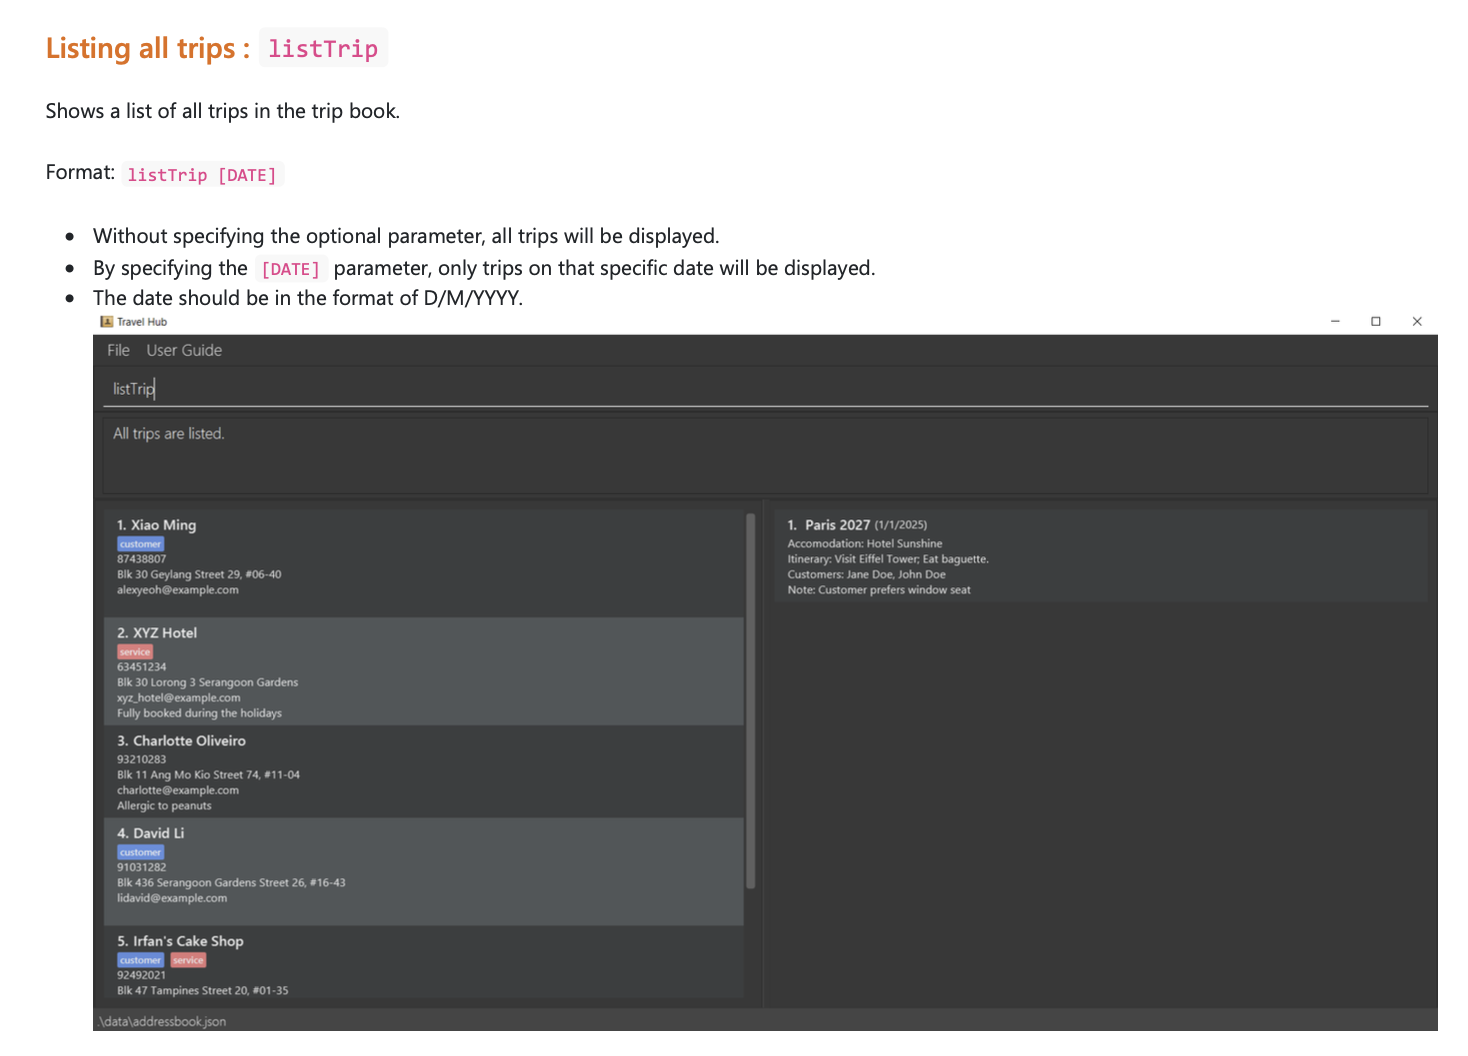 Listing all trips : listTrip
Shows a list of all trips in the trip book.
Format: listTrip [DATE]
Without specifying the optional parameter, all trips will be displayed.
By specifying the [DATE] parameter, only trips on that specific date will be displayed.
The date should be in the format of D/M/YYYY.
Travel Hub
File User Guide
listTrip
All trips are listed.
1. Xiao Ming
customer
87438807
Blk 30 Geylang Street 29, #06-40
alexyeoh@example.com
2. XYZ Hotel
service
63451234
Blk 30 Lorong 3 Serangoon Gardens
xyz_hotel@example.com
Fully booked during the holidays
3. Charlotte Oliveiro
93210283
Blk 11 Ang Mo Kio Street 74, #11-04
charlotte@example.com
Allergic to peanuts
4. David Li
customer
91031282
Blk 436 Serangoon Gardens Street 26, #16-43
lidavid@example.com
5. Irfan's Cake Shop
customer service
92492021
Blk 47 Tampines Street 20, #01-35
1. Paris 2027 (1/1/2025)
Accomodation: Hotel Sunshine
Itinerary: Visit Eiffel Tower; Eat baguette.
Customers: Jane Doe, John Doe
Note: Customer prefers window seat
.\data\addressbook.json